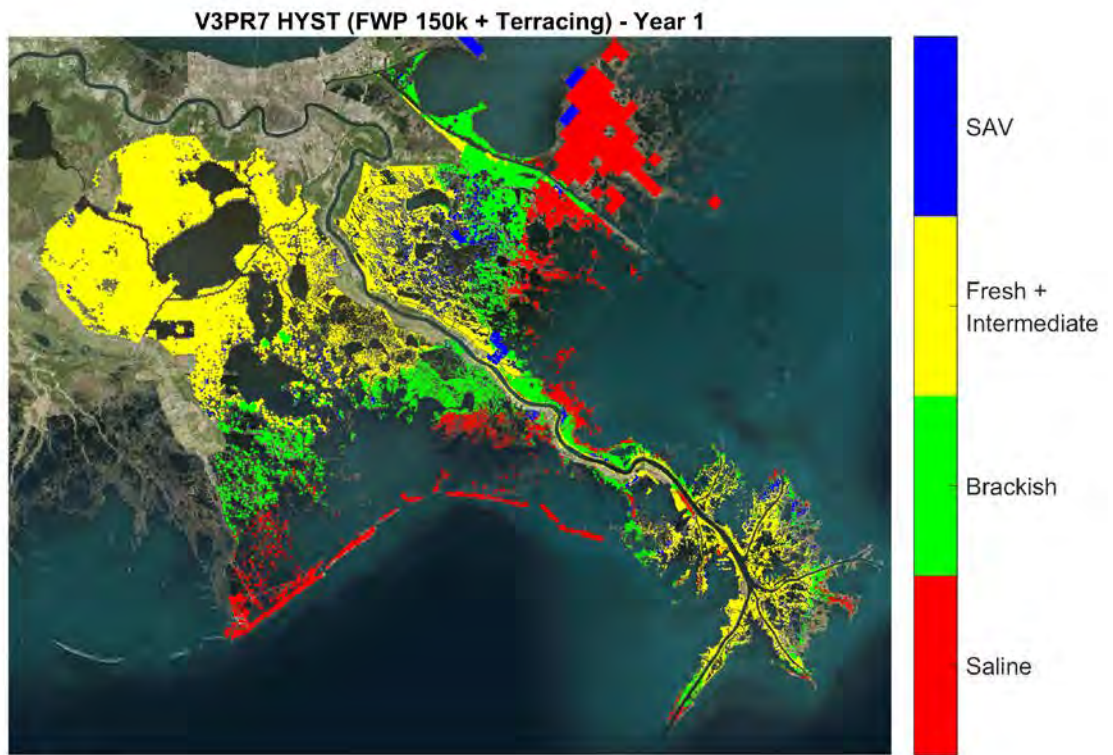 V3PR7 HYST (FWP 150k + Terracing) - Year 1
SAV
Fresh +
Intermediate
Brackish
Saline